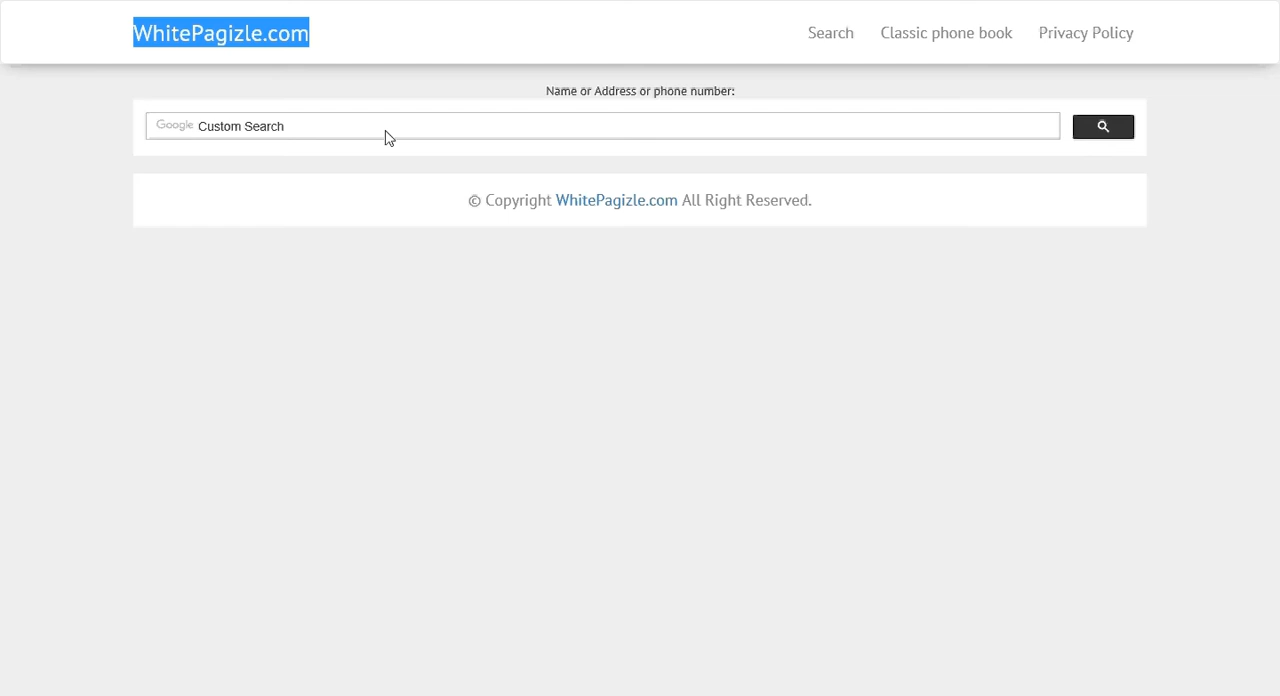 WhitePagizle.com
Search Classic phone book Privacy Policy
Name or Address or phone number:
Google Custom Search
© Copyright WhitePagizle.com All Right Reserved.